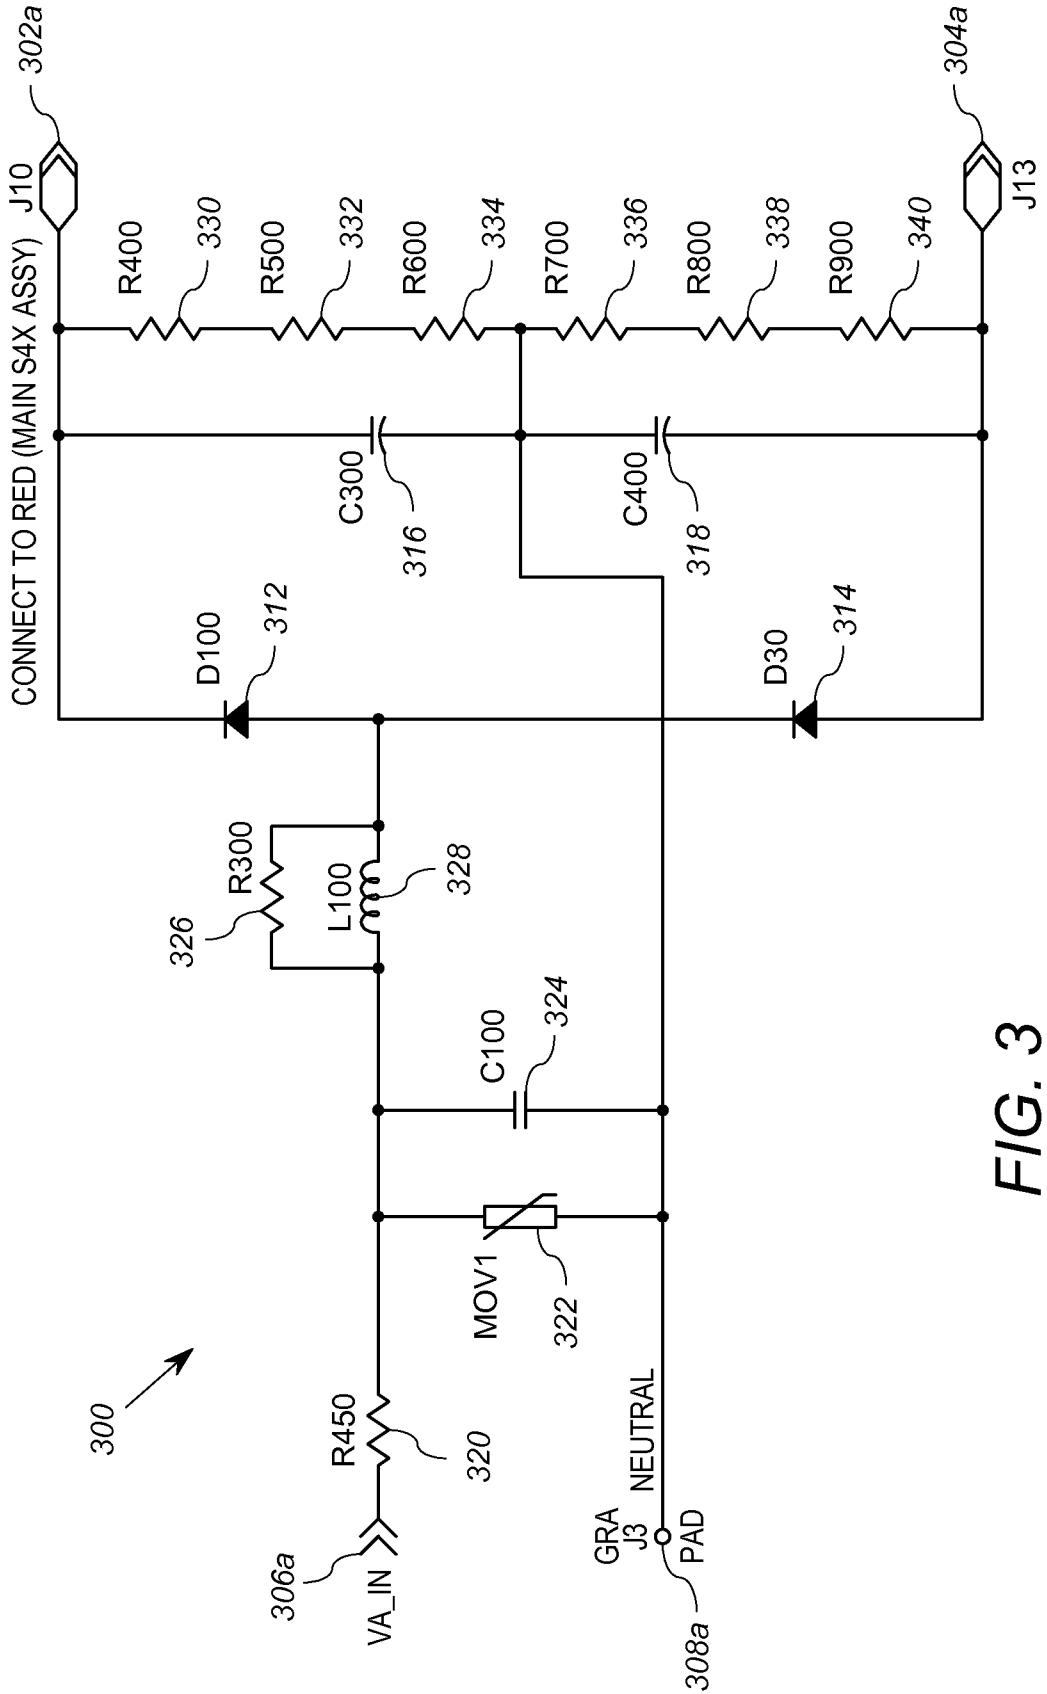 CONNECT TO RED (MAIN S4X ASSY) J10
302a
R400
330
R500
332
R600
334
R700
336
R800
338
R900
340
J13
304a
C300
316
C400
318
D100
312
D30
314
R300
326
L100
328
C100
324
MOV1
322
300
R450
320
306a
VA_IN
NEUTRAL
GRA
J3
PAD
308a
FIG. 3